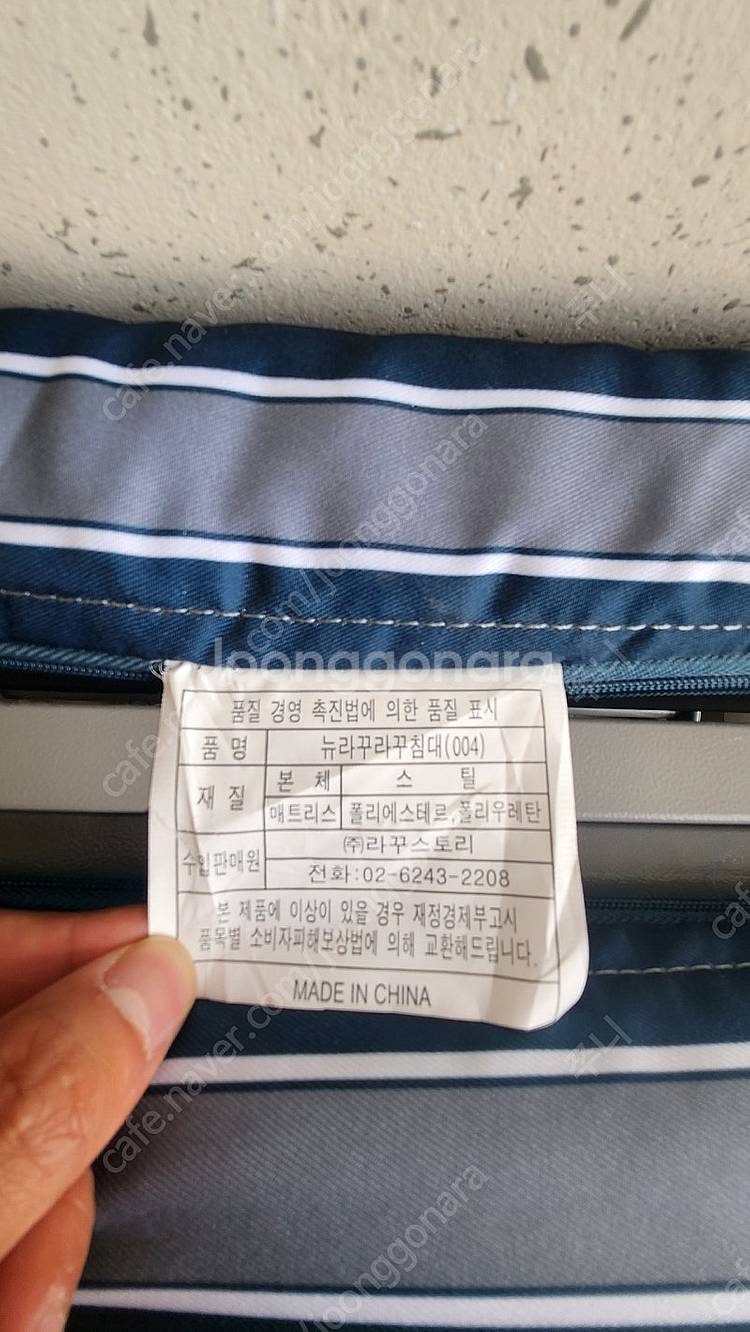 품질 경영 촉진법에 의한 품질 표시
품 명 뉴라꾸라꾸침대(004)
재 질 본 체 스 틸
매트리스 폴리에스테르,폴리우레탄
수입판매원 ㈜라꾸스토리
전화:02-6243-2208
본 제품에 이상이 있을 경우 재정경제부고시
품목별 소비자피해보상법에 의해 교환해드립니다.
MADE IN CHINA
cafe.naver.com/joonggonara
주니
joonggonara